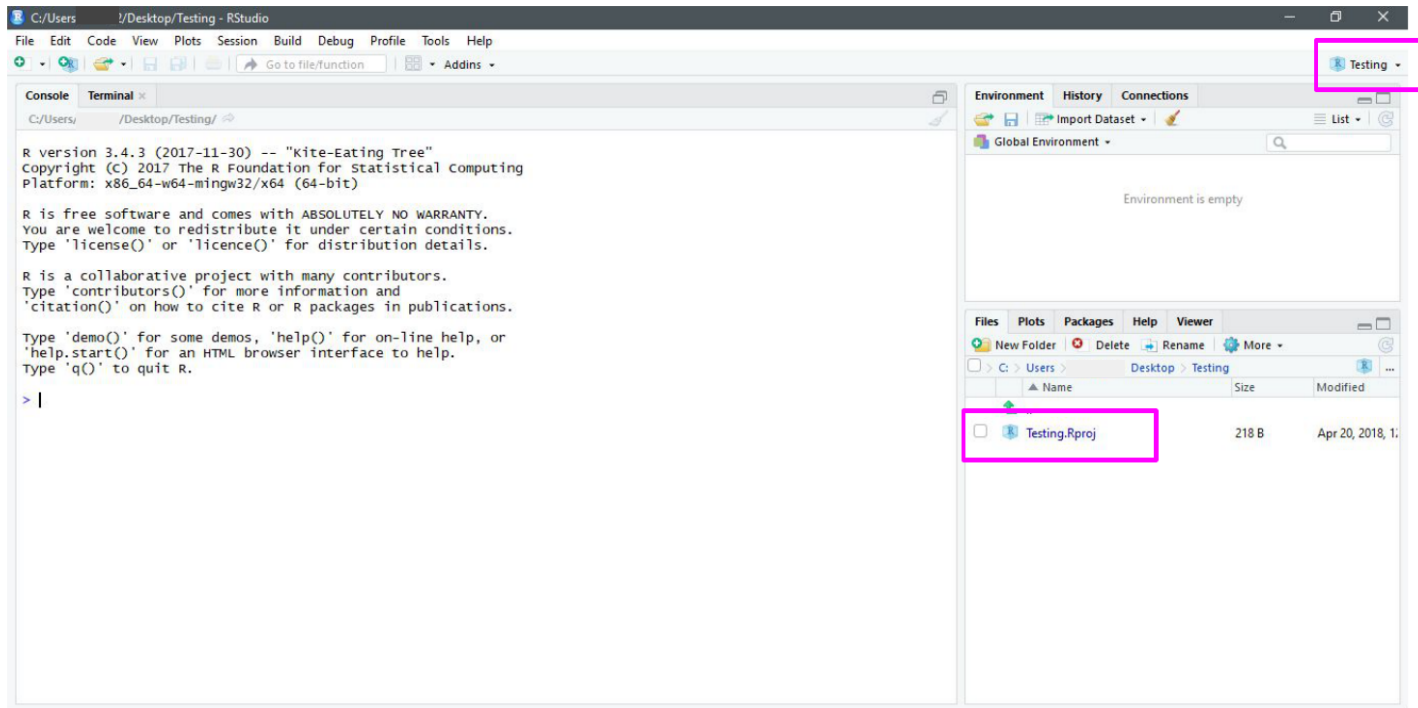 C:/Users 2/Desktop/Testing - RStudio
File Edit Code View Plots Session Build Debug Profile Tools Help
Go to file/function Addins
Testing
Console Terminal
C:/Users/ /Desktop/Testing/
R version 3.4.3 (2017-11-30) -- "Kite-Eating Tree"
Copyright (C) 2017 The R Foundation for Statistical Computing
Platform: x86_64-w64-mingw32/x64 (64-bit)
R is free software and comes with ABSOLUTELY NO WARRANTY.
You are welcome to redistribute it under certain conditions.
Type 'license()' or 'licence()' for distribution details.
R is a collaborative project with many contributors.
Type 'contributors()' for more information and
'citation()' on how to cite R or R packages in publications.
Type 'demo()' for some demos, 'help()' for on-line help, or
'help.start()' for an HTML browser interface to help.
Type 'q()' to quit R.
>
Environment History Connections
Import Dataset List
Global Environment
Environment is empty
Files Plots Packages Help Viewer
New Folder Delete Rename More
C: > Users > Desktop > Testing ...
Name Size Modified
..
Testing.Rproj 218 B Apr 20, 2018,